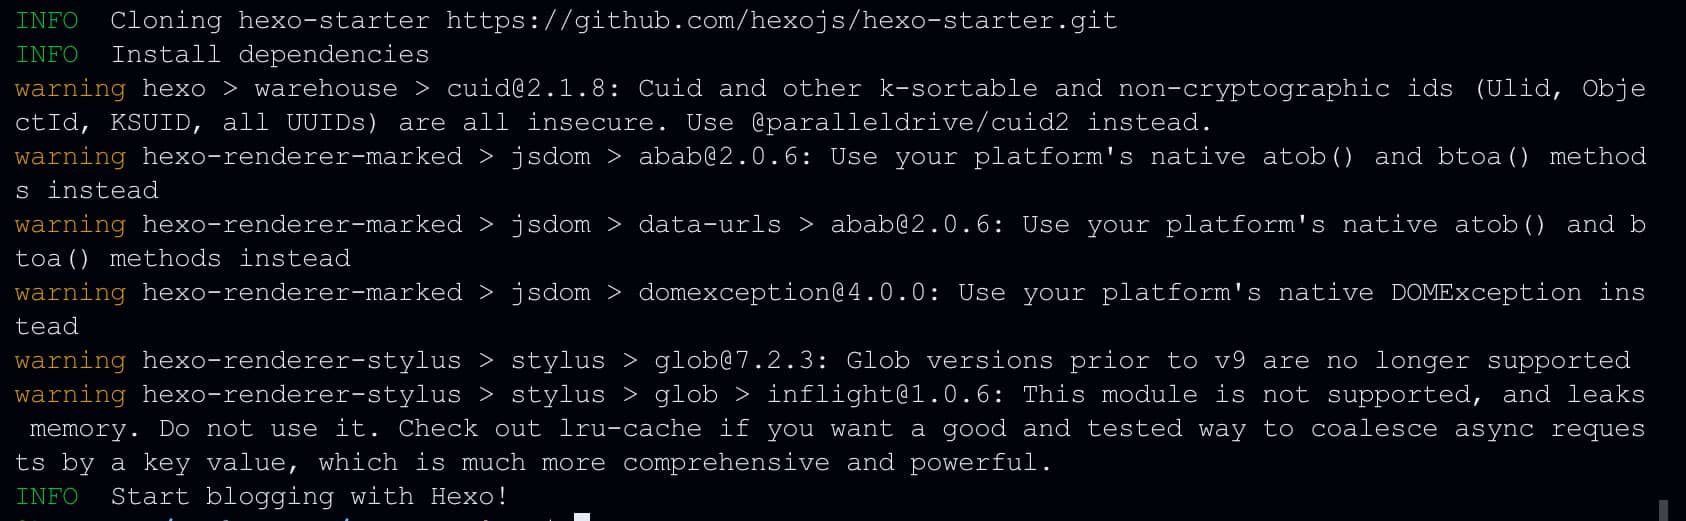 INFO  Cloning hexo-starter https://github.com/hexojs/hexo-starter.git
INFO  Install dependencies
warning hexo > warehouse > cuid@2.1.8: Cuid and other k-sortable and non-cryptographic ids (Ulid, Obje
ctId, KSUID, all UUIDs) are all insecure. Use @paralleldrive/cuid2 instead.
warning hexo-renderer-marked > jsdom > abab@2.0.6: Use your platform's native atob() and btoa() method
s instead
warning hexo-renderer-marked > jsdom > data-urls > abab@2.0.6: Use your platform's native atob() and b
toa() methods instead
warning hexo-renderer-marked > jsdom > domexception@4.0.0: Use your platform's native DOMException ins
tead
warning hexo-renderer-stylus > stylus > glob@7.2.3: Glob versions prior to v9 are no longer supported
warning hexo-renderer-stylus > stylus > glob > inflight@1.0.6: This module is not supported, and leaks
 memory. Do not use it. Check out lru-cache if you want a good and tested way to coalesce async reques
ts by a key value, which is much more comprehensive and powerful.
INFO  Start blogging with Hexo!